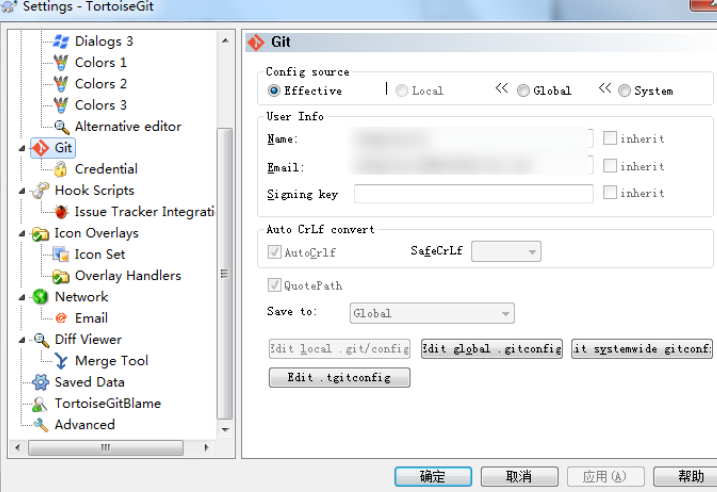 Settings - TortoiseGit
Dialogs 3
Colors 1
Colors 2
Colors 3
Alternative editor
Git
Credential
Hook Scripts
Issue Tracker Integrati
Icon Overlays
Icon Set
Overlay Handlers
Network
Email
Diff Viewer
Merge Tool
Saved Data
TortoiseGitBlame
Advanced
Git
Config source
Effective | Local << Global << System
User Info
Name: inherit
Email: inherit
Signing key inherit
Auto CrLf convert
AutoCrlf SafeCrLf
QuotePath
Save to: Global
Edit local .git/config Edit global .gitconfig it systemwide gitconf
Edit .tgitconfig
确定 取消 应用(A) 帮助